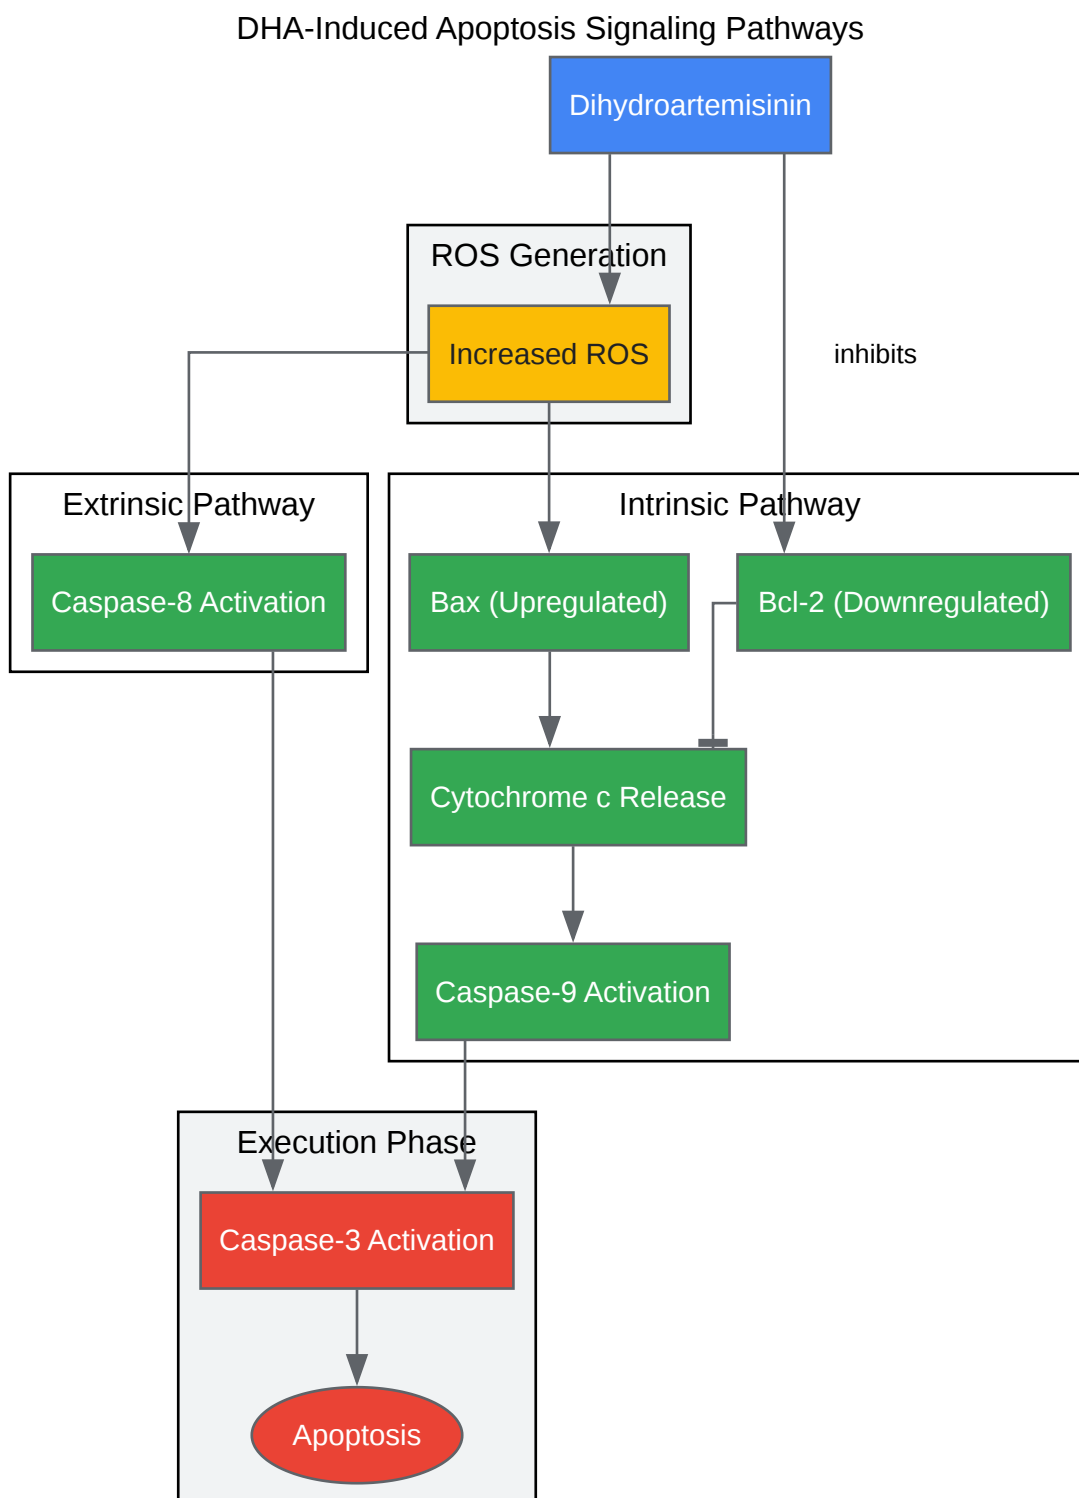 DHA-Induced Apoptosis Signaling Pathways
Dihydroartemisinin
ROS Generation
Increased ROS
inhibits
Extrinsic Pathway
Intrinsic Pathway
Caspase-8 Activation
Bax (Upregulated)
Bcl-2 (Downregulated)
Cytochrome c Release
Caspase-9 Activation
Execution Phase
Caspase-3 Activation
Apoptosis